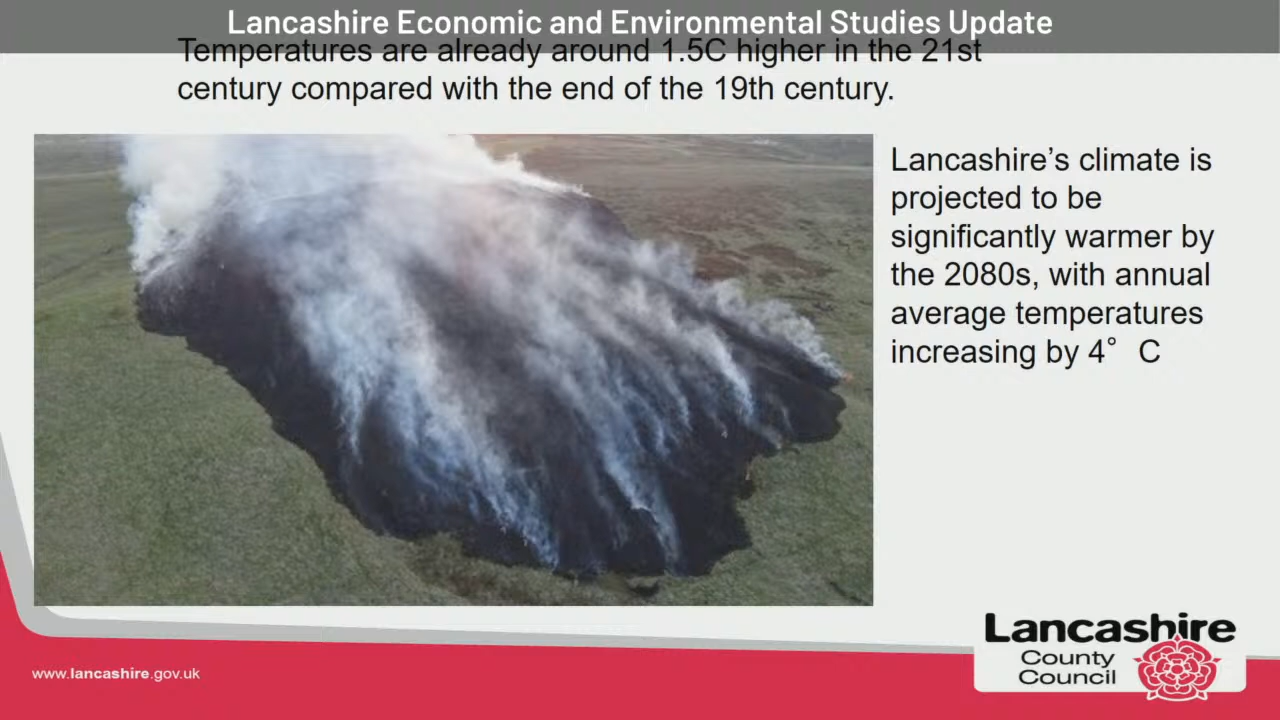 Lancashire Economic and Environmental Studies Update
Temperatures are already around 1.5C higher in the 21st
century compared with the end of the 19th century.
Lancashire’s climate is
projected to be
significantly warmer by
the 2080s, with annual
average temperatures
increasing by 4° C
www.lancashire.gov.uk
Lancashire
County
Council